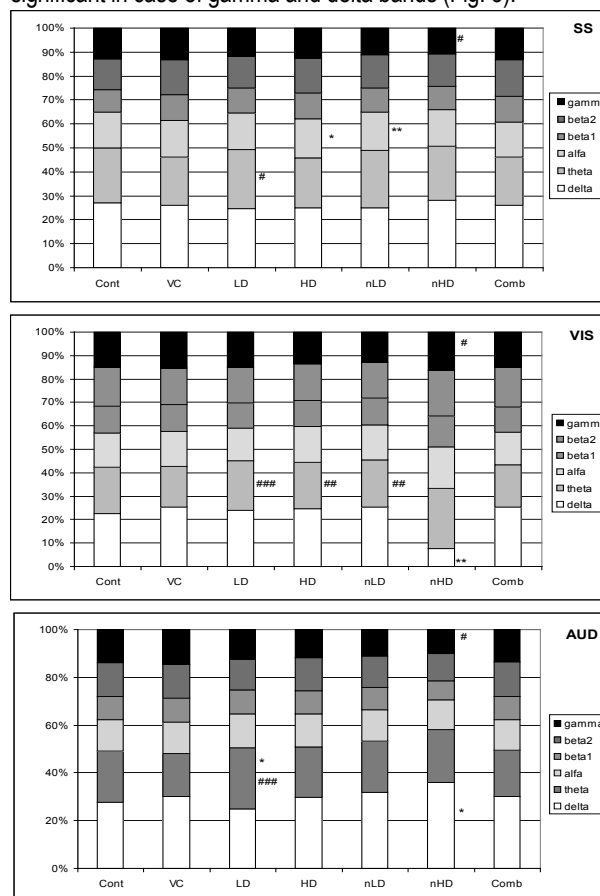 significant in case of gamma and delta bands (Fig. 3).
SS
100%
90%
80%
70%
60%
50%
40%
30%
20%
10%
0%
#
*
**
#
gamma
beta2
beta1
alfa
theta
delta
Cont VC LD HD nLD nHD Comb
VIS
100%
90%
80%
70%
60%
50%
40%
30%
20%
10%
0%
#
### ## ##
**
gamma
beta2
beta1
alfa
theta
delta
Cont VC LD HD nLD nHD Comb
AUD
100%
80%
60%
40%
20%
0%
#
*
###
*
gamma
beta2
beta1
alfa
theta
delta
Cont VC LD HD nLD nHD Comb